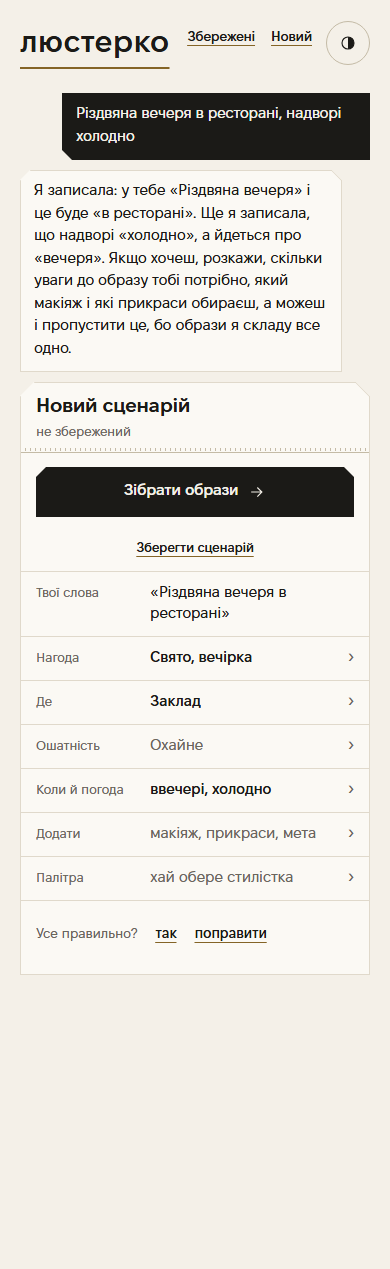 люстерко
Збережені
Новий
Різдвяна вечеря в ресторані, надворі
холодно
Я записала: у тебе «Різдвяна вечеря» і
це буде «в ресторані». Ще я записала,
що надворі «холодно», а йдеться про
«вечеря». Якщо хочеш, розкажи, скільки
уваги до образу тобі потрібно, який
макіяж і які прикраси обираєш, а можеш
і пропустити це, бо образи я складу все
одно.
Новий сценарій
не збережений
Зібрати образи →
Зберегти сценарій
Твої слова
«Різдвяна вечеря в
ресторані»
Нагода
Свято, вечірка
Де
Заклад
Ошатність
Охайне
Коли й погода
ввечері, холодно
Додати
макіяж, прикраси, мета
Палітра
хай обере стилістка
Усе правильно? так поправити